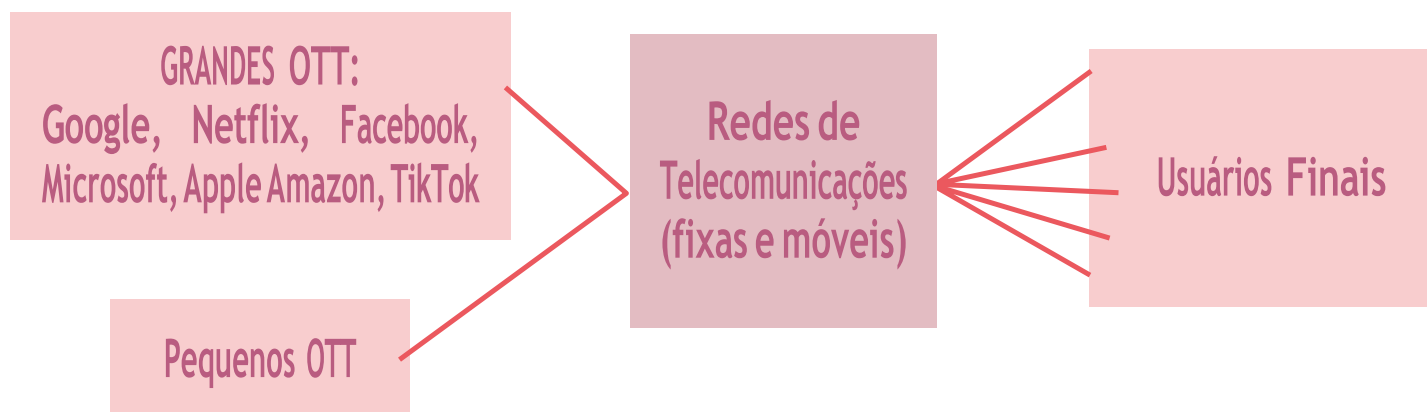 GRANDES OTT:
Google, Netflix, Facebook,
Microsoft, Apple Amazon, TikTok
Pequenos OTT
Redes de
Telecomunicações
(fixas e móveis)
Usuários Finais